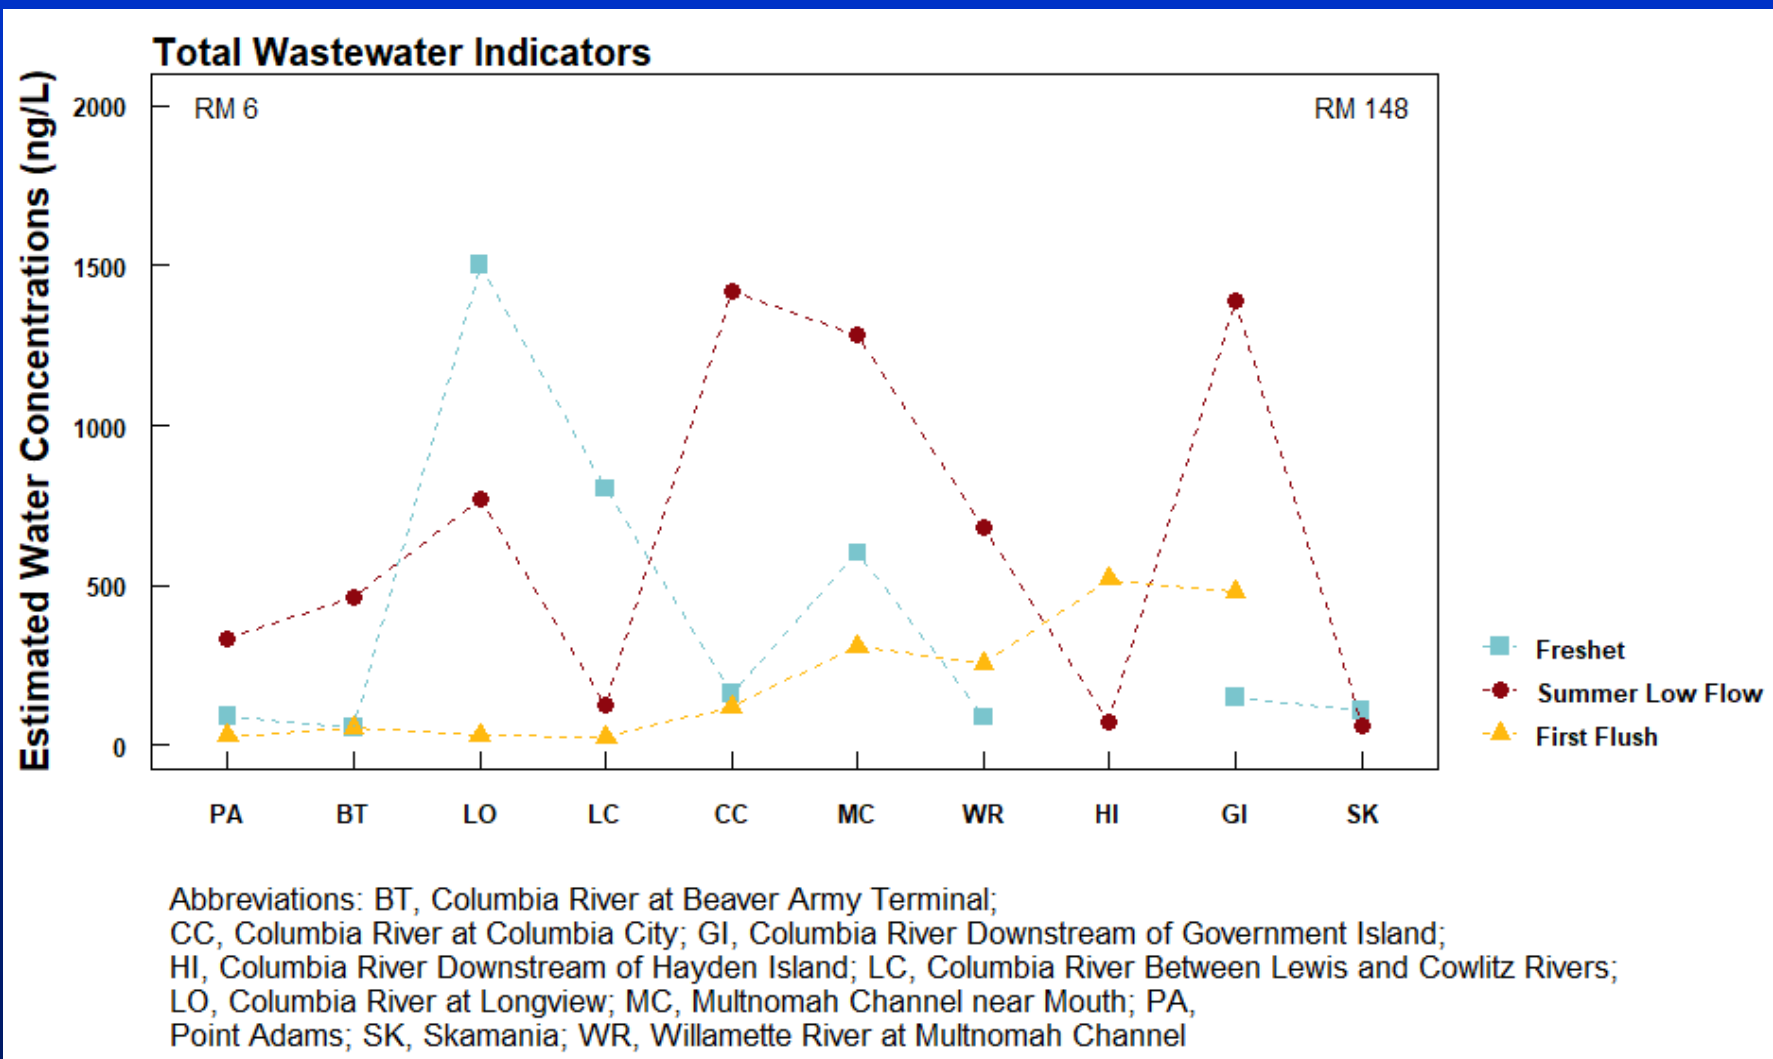 Total Wastewater Indicators
Estimated Water Concentrations (ng/L)
2000
1500
1000
500
0
RM 6
RM 148
PA BT LO LC CC MC WR HI GI SK
Freshet
Summer Low Flow
First Flush
Abbreviations: BT, Columbia River at Beaver Army Terminal;
CC, Columbia River at Columbia City; GI, Columbia River Downstream of Government Island;
HI, Columbia River Downstream of Hayden Island; LC, Columbia River Between Lewis and Cowlitz Rivers;
LO, Columbia River at Longview; MC, Multnomah Channel near Mouth; PA,
Point Adams; SK, Skamania; WR, Willamette River at Multnomah Channel